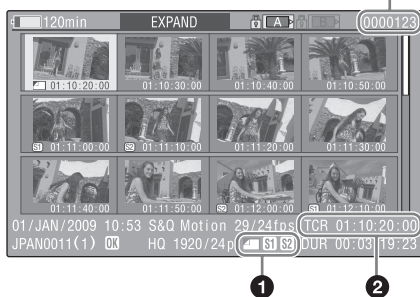 120min EXPAND A B 0000123
01:10:20:00 01:10:30:00 01:10:40:00 01:10:50:00
S1 01:11:00:00 S2 01:11:10:00 01:11:20:00 01:11:30:00
01:11:40:00 01:11:50:00 S2 01:12:00:00 S1 01:12:10:00
01/JAN/2009 10:53 S&Q Motion 29/24fps TCR 01:10:20:00
JPAN0011(1) OK HQ 1920/24p S1 S2 DUR 00:03:19:23
1 2